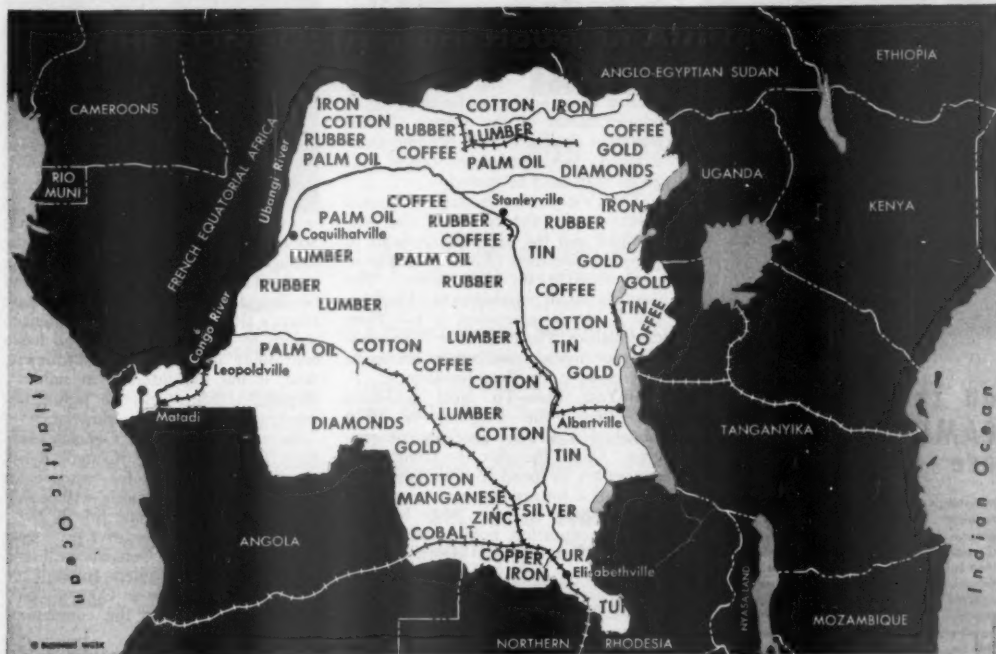 ETHIOPIA
ANGLO-EGYPTIAN SUDAN
CAMEROONS
IRON
COTTON
IRON
COTTON
RUBBER
LUMBER
COFFEE
RUBBER
GOLD
PALM OIL
COFFEE
PALM OIL
DIAMONDS
RIO
MUNI
FRENCH EQUATORIAL AFRICA
Ubangi River
UGANDA
KENYA
COFFEE
Stanleyville
IRON
PALM OIL
RUBBER
RUBBER
Coquilhatville
COFFEE
LUMBER
PALM OIL
TIN
GOLD
RUBBER
RUBBER
COFFEE
GOLD
LUMBER
TIN
COFFEE
Congo River
LUMBER
COTTON
PALM OIL
COTTON
TIN
Leopoldville
COFFEE
GOLD
COTTON
Matadi
LUMBER
Albertville
DIAMONDS
COTTON
TANGANYIKA
GOLD
TIN
Atlantic Ocean
Indian Ocean
COTTON
MANGANESE
SILVER
ZINC
ANGOLA
COBALT
COPPER
URA
IRON
Elisabethville
TUI
NYASALAND
MOZAMBIQUE
NORTHERN RHODESIA
© BUSINESS WEEK